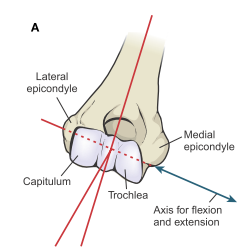 A
Lateral
epicondyle
Medial
epicondyle
Capitulum
Trochlea
Axis for flexion
and extension